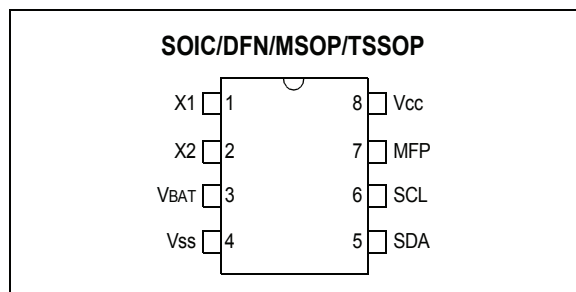 SOIC/DFN/MSOP/TSSOP
X1 1 8 Vcc
X2 2 7 MFP
VBAT 3 6 SCL
Vss 4 5 SDA